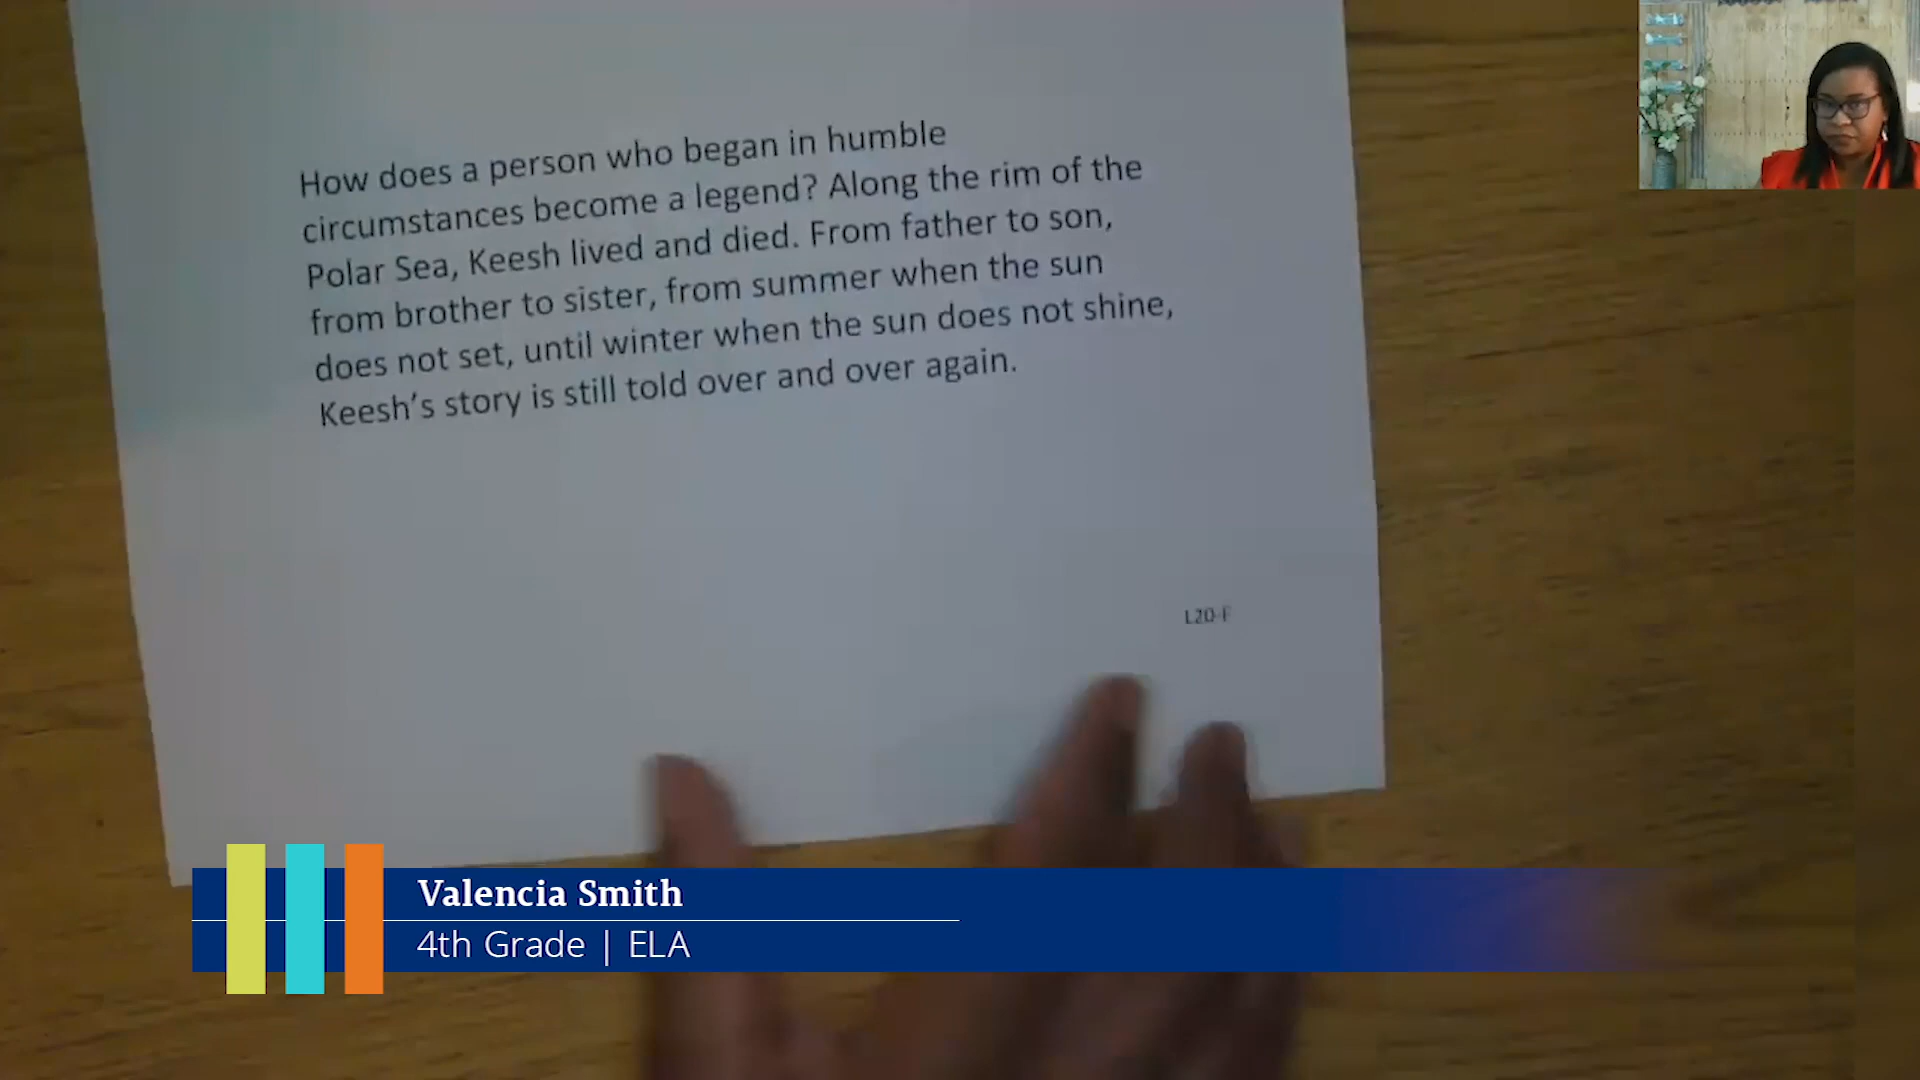 How does a person who began in humble
circumstances become a legend? Along the rim of the
Polar Sea, Keesh lived and died. From father to son,
from brother to sister, from summer when the sun
does not set, until winter when the sun does not shine,
Keesh's story is still told over and over again.
L20-F
Valencia Smith
4th Grade | ELA